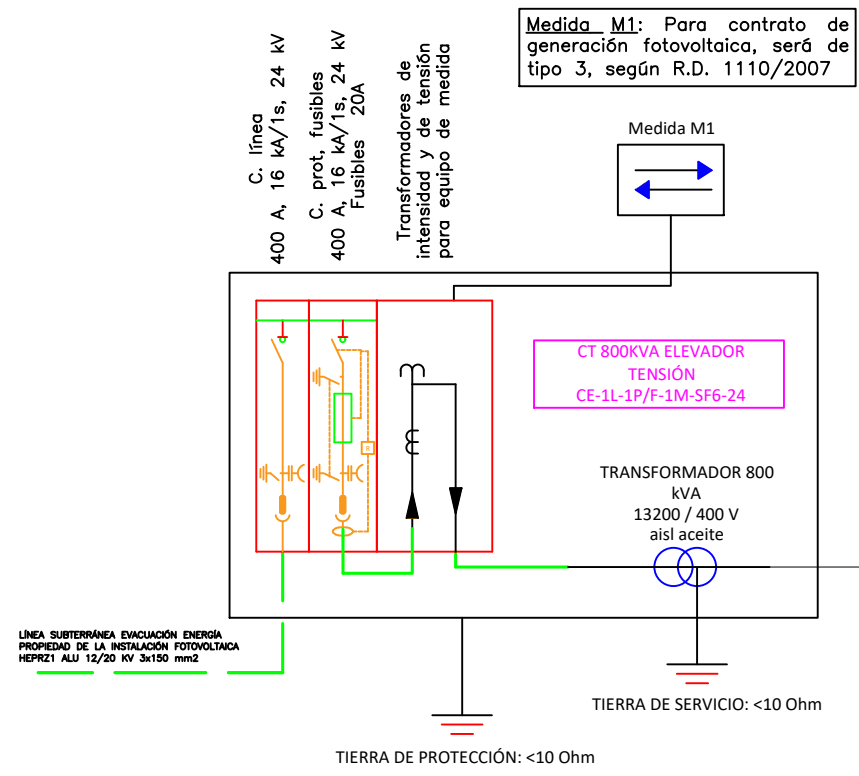 Medida M1: Para contrato de
generación fotovoltaica, será de
tipo 3, según R.D. 1110/2007
C. línea
400 A, 16 kA/1s, 24 kV
C. prot, fusibles
400 A, 16 kA/1s, 24 kV
Fusibles 20A
Transformadores de
intensidad y de tensión
para equipo de medida
Medida M1
CT 800KVA ELEVADOR
TENSIÓN
CE-1L-1P/F-1M-SF6-24
TRANSFORMADOR 800
kVA
13200 / 400 V
aisl aceite
LÍNEA SUBTERRÁNEA EVACUACIÓN ENERGÍA
PROPIEDAD DE LA INSTALACIÓN FOTOVOLTAICA
HEPRZ1 ALU 12/20 KV 3x150 mm2
TIERRA DE SERVICIO: <10 Ohm
TIERRA DE PROTECCIÓN: <10 Ohm